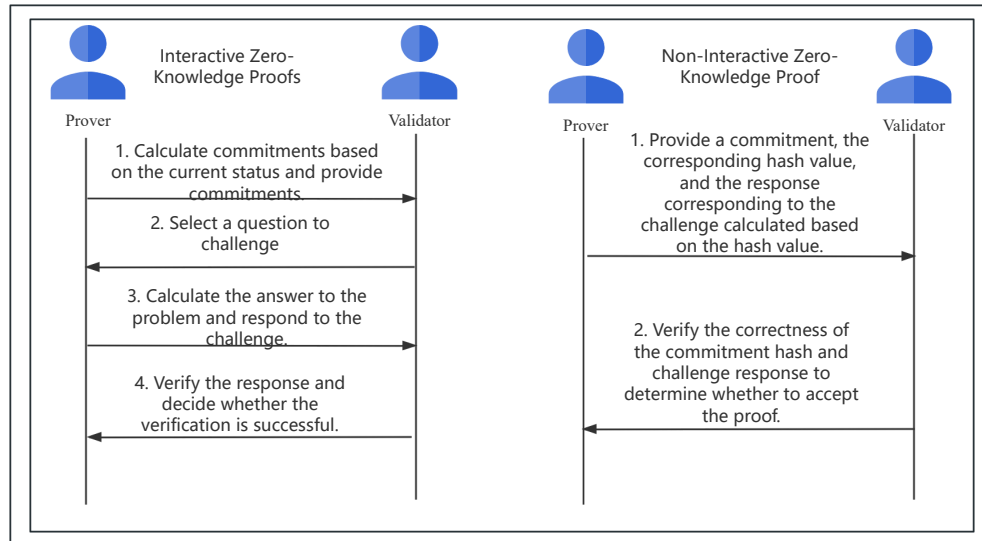 Interactive Zero-
Knowledge Proofs
Prover
Validator
1. Calculate commitments based
on the current status and provide
commitments.
2. Select a question to
challenge
3. Calculate the answer to the
problem and respond to the
challenge.
4. Verify the response and
decide whether the
verification is successful.
Non-Interactive Zero-
Knowledge Proof
Prover
Validator
1. Provide a commitment, the
corresponding hash value,
and the response
corresponding to the
challenge calculated based
on the hash value.
2. Verify the correctness of
the commitment hash and
challenge response to
determine whether to accept
the proof.